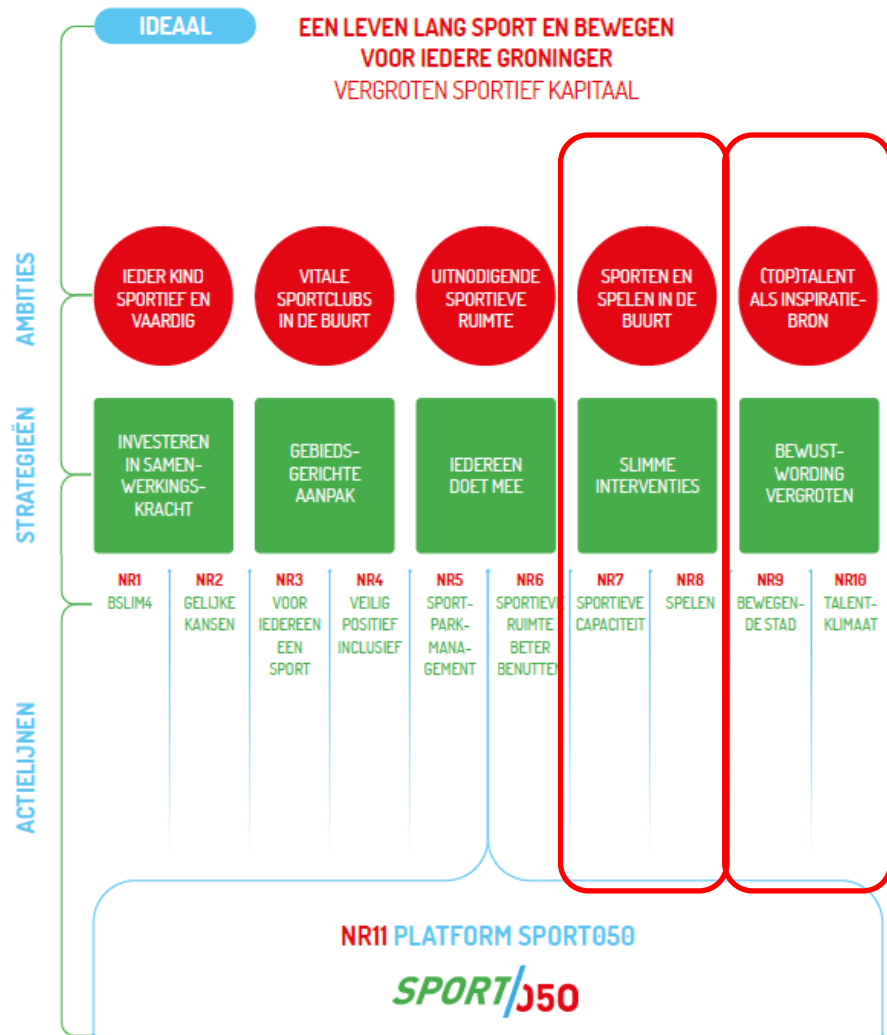 IDEAAL
EEN LEVEN LANG SPORT EN BEWEGEN
VOOR IEDERE GRONINGER
VERGROTEN SPORTIEF KAPITAAL
AMBITIES
IEDER KIND
SPORTIEF EN
VAARDIG
VITALE
SPORTCLUBS
IN DE BUURT
UITNODIGENDE
SPORTIEVE
RUIMTE
SPORTEN EN
SPELEN IN DE
BUURT
(TOP)TALENT
ALS INSPIRATIE-
BRON
STRATEGIEËN
INVESTEREN
IN SAMEN-
WERKINGS-
KRACHT
GEBIEDS-
GERICHTE
AANPAK
IEDEREEN
DOET MEE
SLIMME
INTERVENTIES
BEWUST-
WORDING
VERGROTEN
ACTIELIJNEN
NR1
BSLIM4
NR2
GELIJKE
KANSEN
NR3
VOOR
IEDEREEN
EEN
SPORT
NR4
VEILIG
POSITIEF
INCLUSIEF
NR5
SPORT-
PARK-
MANA-
GEMENT
NR6
SPORTIEVE
RUIMTE
BETER
BENUTTEN
NR7
SPORTIEVE
CAPACITEIT
NR8
SPELEN
NR9
BEWEGEN-
DE STAD
NR10
TALENT-
KLIMAAT
NR11 PLATFORM SPORT050
SPORT/050